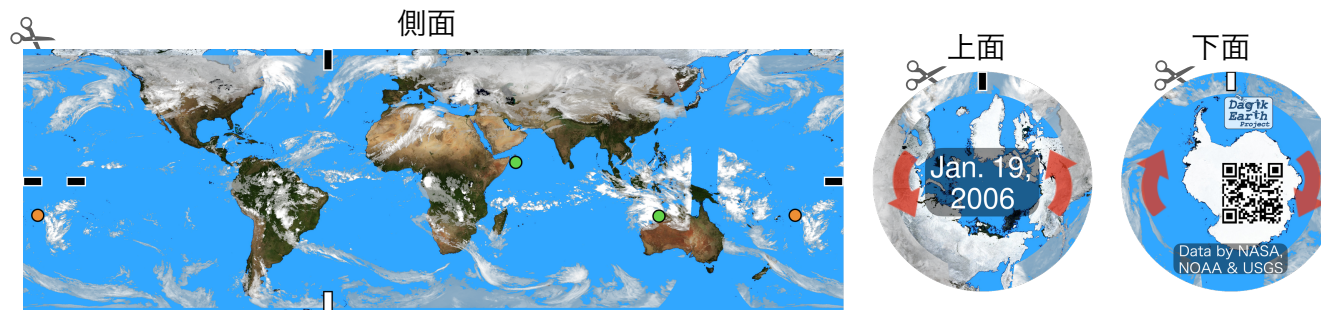 側面
上面
Jan. 19,
2006
下面
Dagik
Earth
Project
Data by NASA,
NOAA & USGS